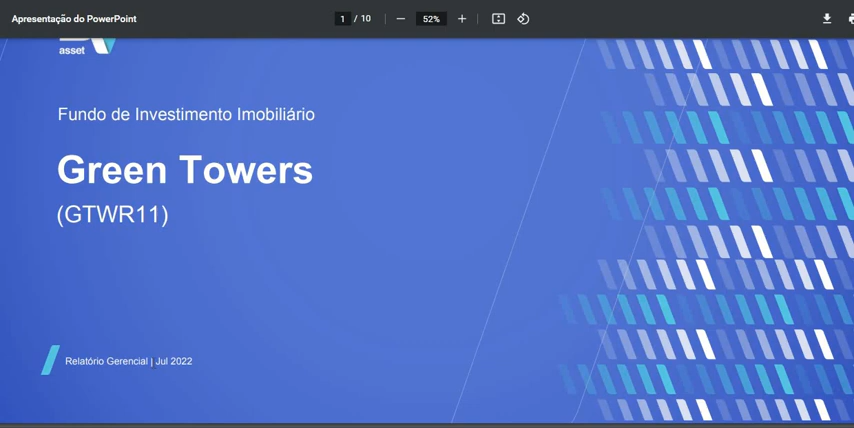 Apresentação do PowerPoint
1 / 10
52%
asset
Fundo de Investimento Imobiliário
Green Towers
(GTWR11)
Relatório Gerencial | Jul 2022